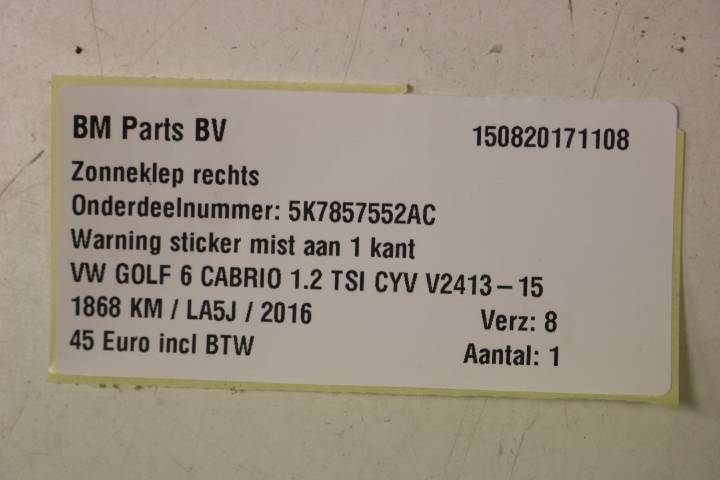 BM Parts BV 150820171108
Zonneklep rechts
Onderdeelnummer: 5K7857552AC
Warning sticker mist aan 1 kant
VW GOLF 6 CABRIO 1.2 TSI CYV V2413-15
1868 KM / LA5J / 2016 Verz: 8
45 Euro incl BTW Aantal: 1